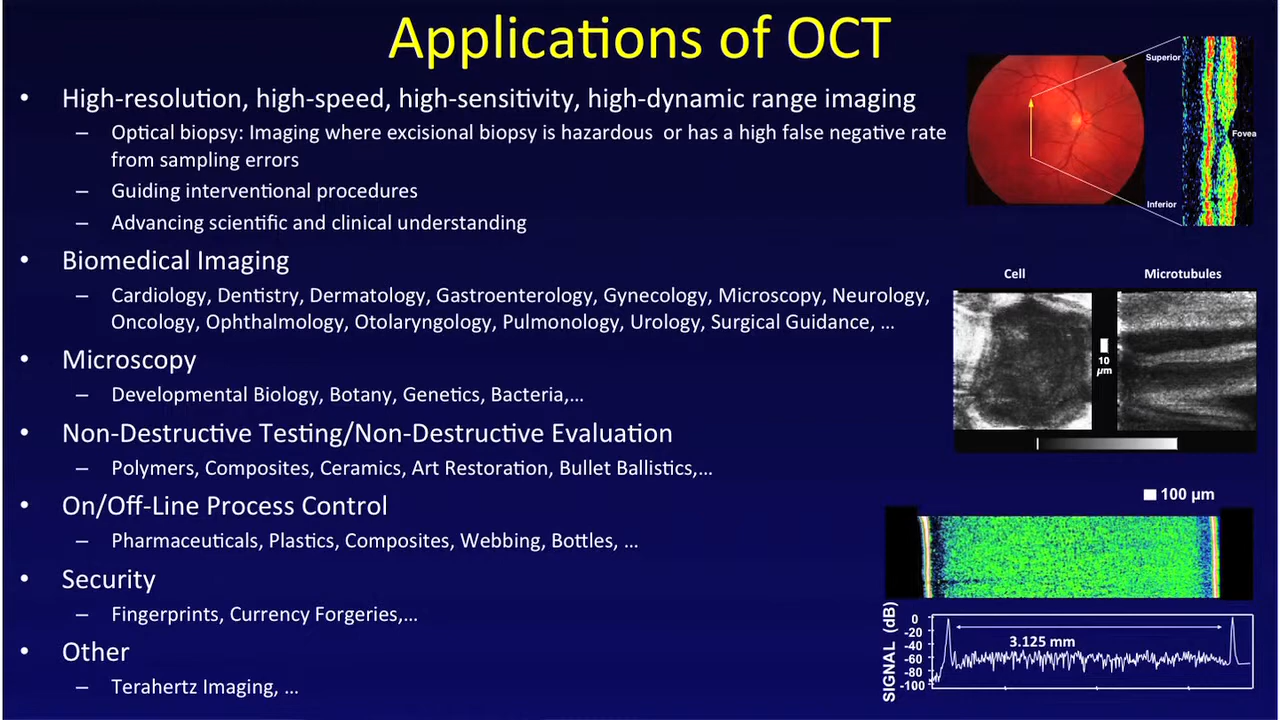 Applications of OCT
• High-resolution, high-speed, high-sensitivity, high-dynamic range imaging
– Optical biopsy: Imaging where excisional biopsy is hazardous or has a high false negative rate
from sampling errors
– Guiding interventional procedures
– Advancing scientific and clinical understanding
• Biomedical Imaging
– Cardiology, Dentistry, Dermatology, Gastroenterology, Gynecology, Microscopy, Neurology,
Oncology, Ophthalmology, Otolaryngology, Pulmonology, Urology, Surgical Guidance, ...
• Microscopy
– Developmental Biology, Botany, Genetics, Bacteria,...
• Non-Destructive Testing/Non-Destructive Evaluation
– Polymers, Composites, Ceramics, Art Restoration, Bullet Ballistics,...
• On/Off-Line Process Control
– Pharmaceuticals, Plastics, Composites, Webbing, Bottles, ...
• Security
– Fingerprints, Currency Forgeries,...
• Other
– Terahertz Imaging, ...
Superior
Fovea
Inferior
Cell
Microtubules
10
µm
100 µm
SIGNAL (dB)
0
-20
-40
-60
-80
-100
3.125 mm